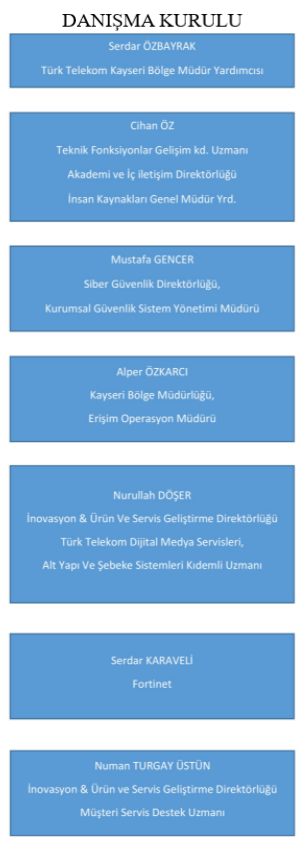 DANIŞMA KURULU
Serdar ÖZBAYRAK
Türk Telekom Kayseri Bölge Müdür Yardımcısı
Cihan ÖZ
Teknik Fonksiyonlar Gelişim kd. Uzmanı
Akademi ve İç iletişim Direktörlüğü
İnsan Kaynakları Genel Müdür Yrd.
Mustafa GENCER
Siber Güvenlik Direktörlüğü,
Kurumsal Güvenlik Sistem Yönetimi Müdürü
Alper ÖZKARCI
Kayseri Bölge Müdürlüğü,
Erişim Operasyon Müdürü
Nurullah DÖŞER
İnovasyon & Ürün Ve Servis Geliştirme Direktörlüğü
Türk Telekom Dijital Medya Servisleri,
Alt Yapı Ve Şebeke Sistemleri Kıdemli Uzmanı
Serdar KARAVELİ
Fortinet
Numan TURGAY ÜSTÜN
İnovasyon & Ürün ve Servis Geliştirme Direktörlüğü
Müşteri Servis Destek Uzmanı